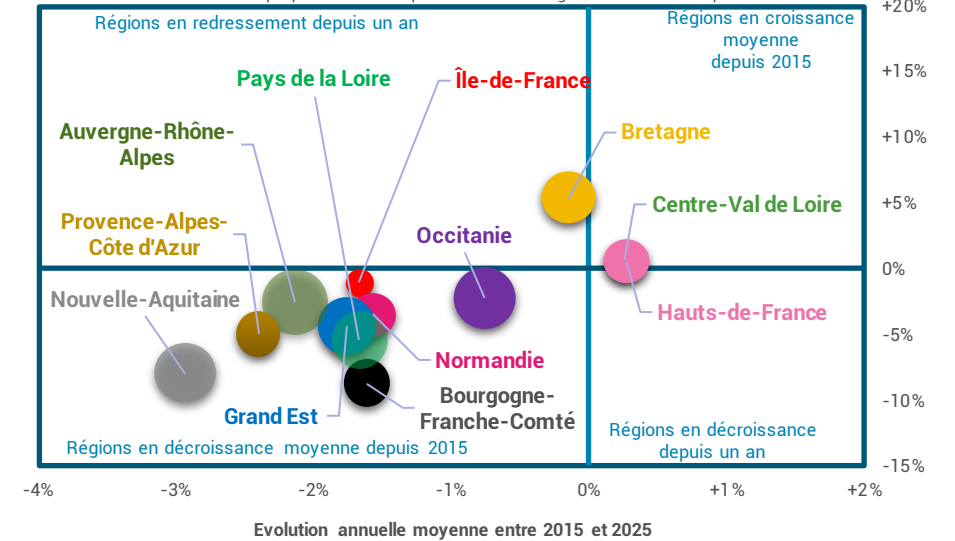 Régions en redressement depuis un an
Régions en croissance
moyenne
depuis 2015
+20%
+15%
+10%
+5%
0%
-5%
-10%
-15%
Pays de la Loire
Île-de-France
Auvergne-Rhône-
Alpes
Bretagne
Provence-Alpes-
Côte d'Azur
Centre-Val de Loire
Occitanie
Nouvelle-Aquitaine
Hauts-de-France
Normandie
Bourgogne-
Franche-Comté
Grand Est
Régions en décroissance moyenne depuis 2015
Régions en décroissance
depuis un an
-4%
-3%
-2%
-1%
0%
+1%
+2%
Evolution annuelle moyenne entre 2015 et 2025